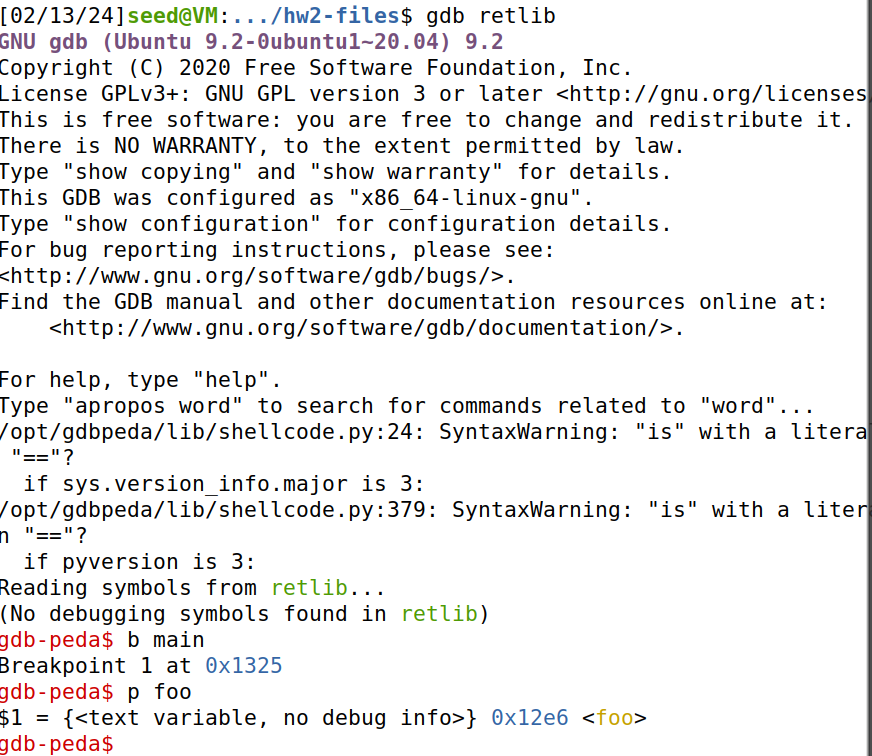 [02/13/24]seed@VM:.../hw2-files$ gdb retlib
GNU gdb (Ubuntu 9.2-0ubuntu1~20.04) 9.2
Copyright (C) 2020 Free Software Foundation, Inc.
License GPLv3+: GNU GPL version 3 or later <http://gnu.org/licenses/
This is free software: you are free to change and redistribute it.
There is NO WARRANTY, to the extent permitted by law.
Type "show copying" and "show warranty" for details.
This GDB was configured as "x86_64-linux-gnu".
Type "show configuration" for configuration details.
For bug reporting instructions, please see:
<http://www.gnu.org/software/gdb/bugs/>.
Find the GDB manual and other documentation resources online at:
    <http://www.gnu.org/software/gdb/documentation/>.

For help, type "help".
Type "apropos word" to search for commands related to "word"...
/opt/gdbpeda/lib/shellcode.py:24: SyntaxWarning: "is" with a litera
 "=="?
  if sys.version_info.major is 3:
/opt/gdbpeda/lib/shellcode.py:379: SyntaxWarning: "is" with a liter
n "=="?
  if pyversion is 3:
Reading symbols from retlib...
(No debugging symbols found in retlib)
gdb-peda$ b main
Breakpoint 1 at 0x1325
gdb-peda$ p foo
$1 = {<text variable, no debug info>} 0x12e6 <foo>
gdb-peda$